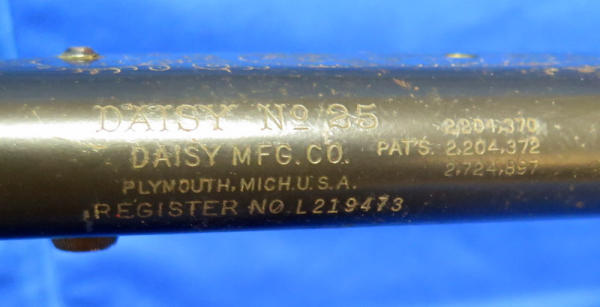 DAISY Nº 25
DAISY MFG. CO.
PLYMOUTH, MICH. U.S.A.
REGISTER NO. L219473
2,204,370
PATS. 2,204,372
2,724,897